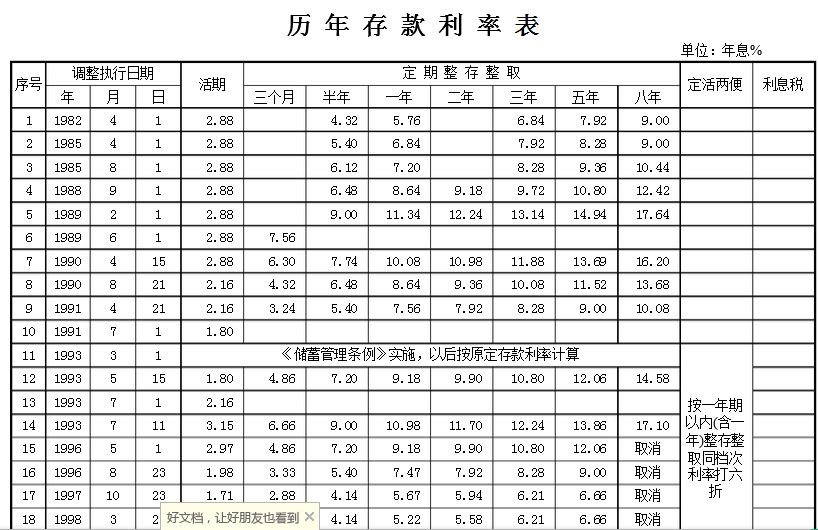 历年存款利率表
单位：年息%
序号 调整执行日期 活期 定期整存整取 定活两便 利息税
年 月 日 三个月 半年 一年 二年 三年 五年 八年
1 1982 4 1 2.88 4.32 5.76 6.84 7.92 9.00
2 1985 4 1 2.88 5.40 6.84 7.92 8.28 9.00
3 1985 8 1 2.88 6.12 7.20 8.28 9.36 10.44
4 1988 9 1 2.88 6.48 8.64 9.18 9.72 10.80 12.42
5 1989 2 1 2.88 9.00 11.34 12.24 13.14 14.94 17.64
6 1989 6 1 2.88 7.56
7 1990 4 15 2.88 6.30 7.74 10.08 10.98 11.88 13.69 16.20
8 1990 8 21 2.16 4.32 6.48 8.64 9.36 10.08 11.52 13.68
9 1991 4 21 2.16 3.24 5.40 7.56 7.92 8.28 9.00 10.08
10 1991 7 1 1.80
11 1993 3 1 《储蓄管理条例》实施，以后按原定存款利率计算
12 1993 5 15 1.80 4.86 7.20 9.18 9.90 10.80 12.06 14.58
13 1993 7 1 2.16
14 1993 7 11 3.15 6.66 9.00 10.98 11.70 12.24 13.86 17.10
15 1996 5 1 2.97 4.86 7.20 9.18 9.90 10.80 12.06 取消
16 1996 8 23 1.98 3.33 5.40 7.47 7.92 8.28 9.00 取消
17 1997 10 23 1.71 2.88 4.14 5.67 5.94 6.21 6.66 取消
18 1998 3 2 4.14 5.22 5.58 6.21 6.66 取消
按一年期
以内(含一
年)整存整
取同档次
利率打六
折
好文档，让好朋友也看到